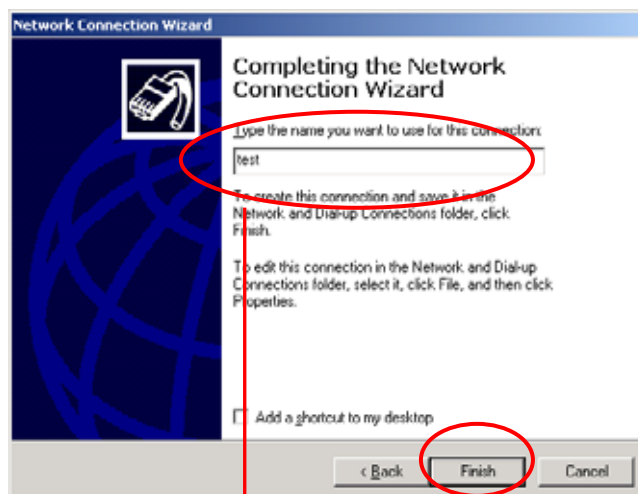 Network Connection Wizard
Completing the Network
Connection Wizard
Type the name you want to use for this connection:
test
To create this connection and save it in the
Network and Dial-up Connections folder, click
Finish.
To edit this connection in the Network and Dial-up
Connections folder, select it, click File, and then click
Properties.
Add a shortcut to my desktop
< Back Finish Cancel